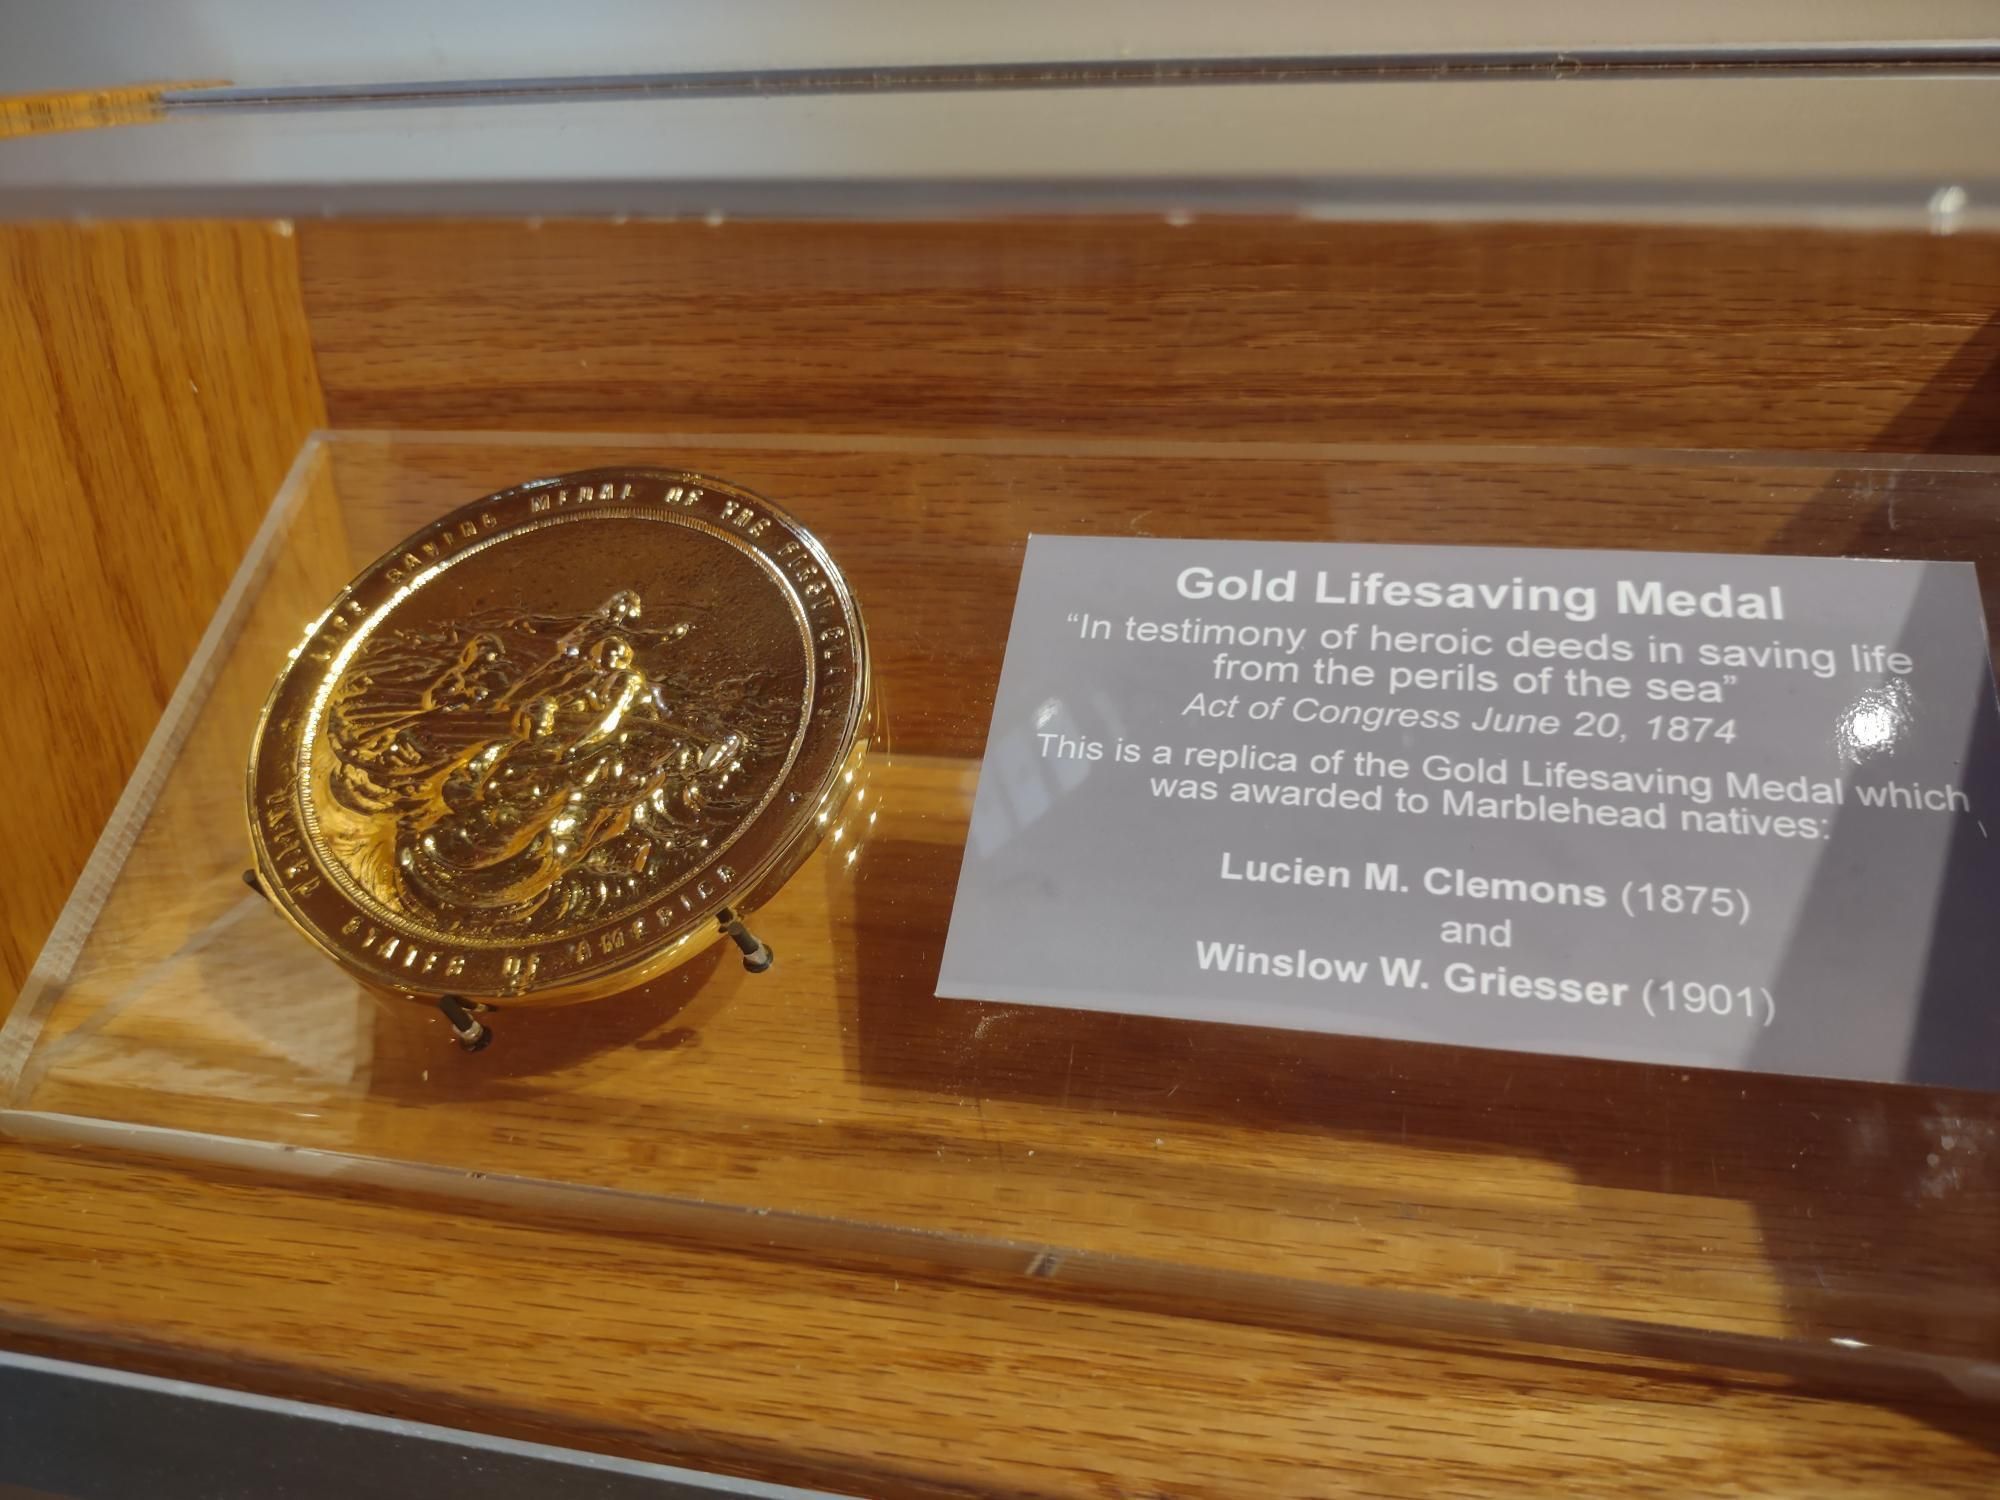 LIFE SAVING MEDAL OF THE FIRST CLASS
UNITED STATES OF AMERICA
Gold Lifesaving Medal
“In testimony of heroic deeds in saving life
from the perils of the sea”
Act of Congress June 20, 1874
This is a replica of the Gold Lifesaving Medal which
was awarded to Marblehead natives:
Lucien M. Clemons (1875)
and
Winslow W. Griesser (1901)